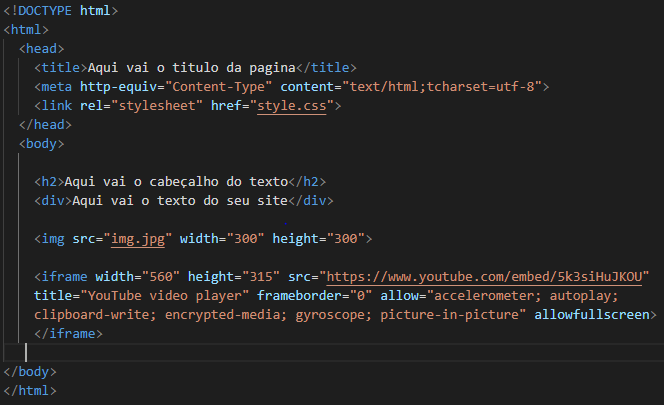 <!DOCTYPE html>
<html>
<head>
<title>Aqui vai o titulo da pagina</title>
<meta http-equiv="Content-Type" content="text/html;tcharset=utf-8">
<link rel="stylesheet" href="style.css">
</head>
<body>
<h2>Aqui vai o cabeçalho do texto</h2>
<div>Aqui vai o texto do seu site</div>
<img src="img.jpg" width="300" height="300">
<iframe width="560" height="315" src="https://www.youtube.com/embed/5k3siHuJKOU"
title="YouTube video player" frameborder="0" allow="accelerometer; autoplay;
clipboard-write; encrypted-media; gyroscope; picture-in-picture" allowfullscreen>
</iframe>
</body>
</html>